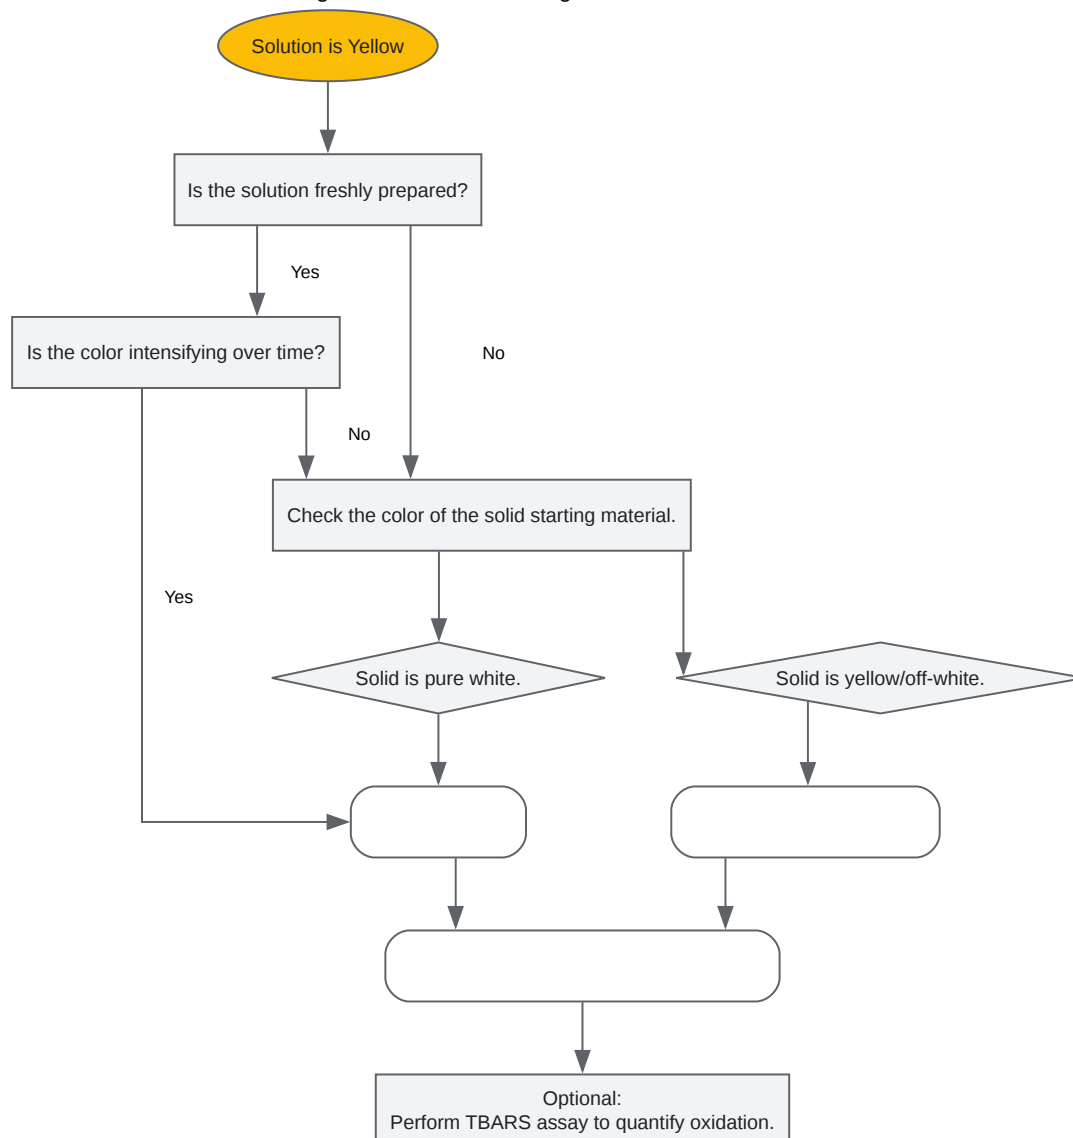 Solution is Yellow
Is the solution freshly prepared?
Yes
Is the color intensifying over time?
No
No
Check the color of the solid starting material.
Yes
Solid is pure white.
Solid is yellow/off-white.
Optional:
Perform TBARS assay to quantify oxidation.